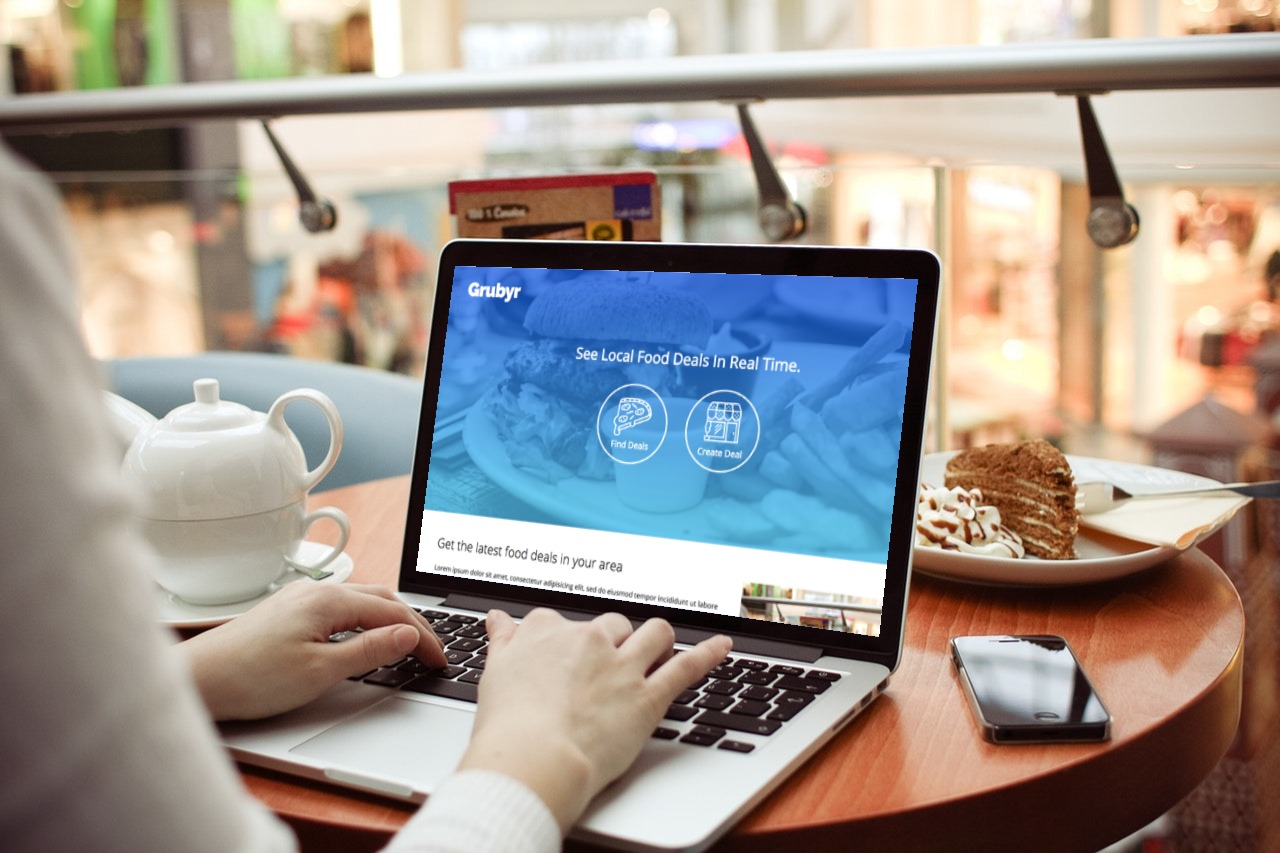 Grubyr
See Local Food Deals In Real Time.
Find Deals
Create Deal
Get the latest food deals in your area
Lorem ipsum dolor sit amet, consectetur adipisicing elit, sed do eiusmod tempor incididunt ut labore